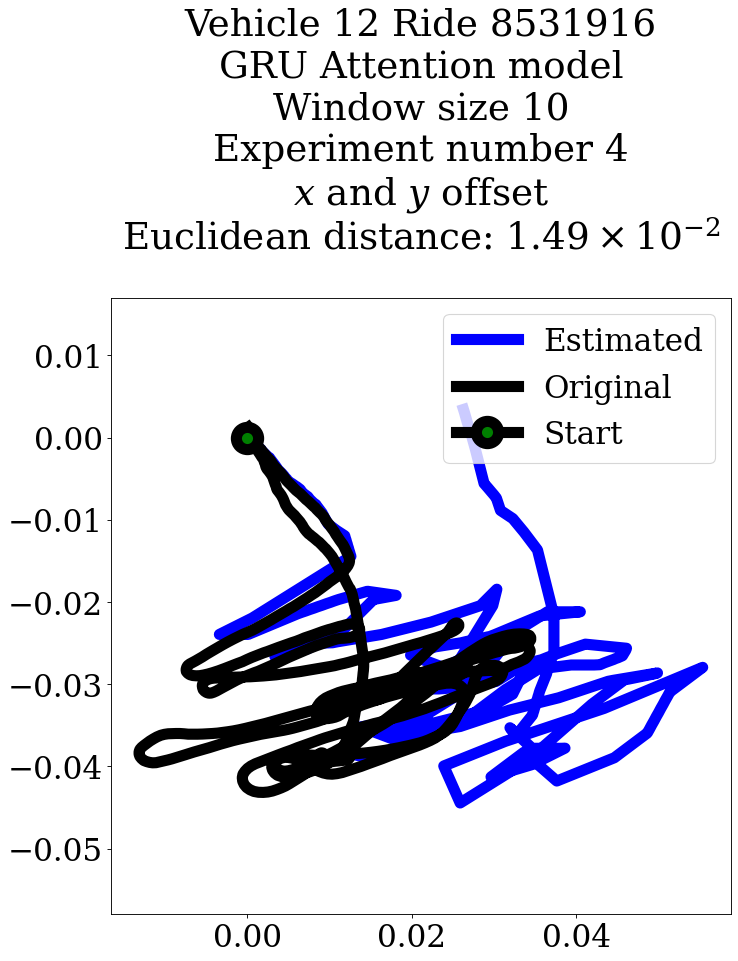 Vehicle 12 Ride 8531916
GRU Attention model
Window size 10
Experiment number 4
x and y offset
Euclidean distance: 1.49 × 10⁻²
Estimated
Original
Start
0.01
0.00
−0.01
−0.02
−0.03
−0.04
−0.05
0.00 0.02 0.04